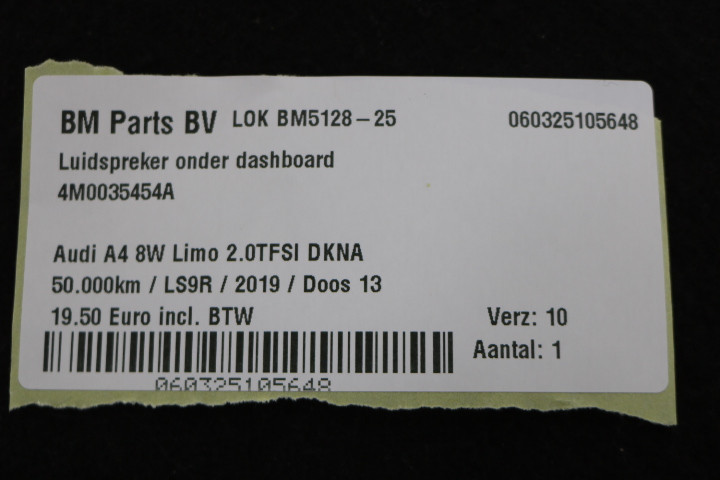 BM Parts BV LOK BM5128-25 060325105648
Luidspreker onder dashboard
4M0035454A
Audi A4 8W Limo 2.0TFSI DKNA
50.000km / LS9R / 2019 / Doos 13
19.50 Euro incl. BTW Verz: 10
Aantal: 1
060325105648